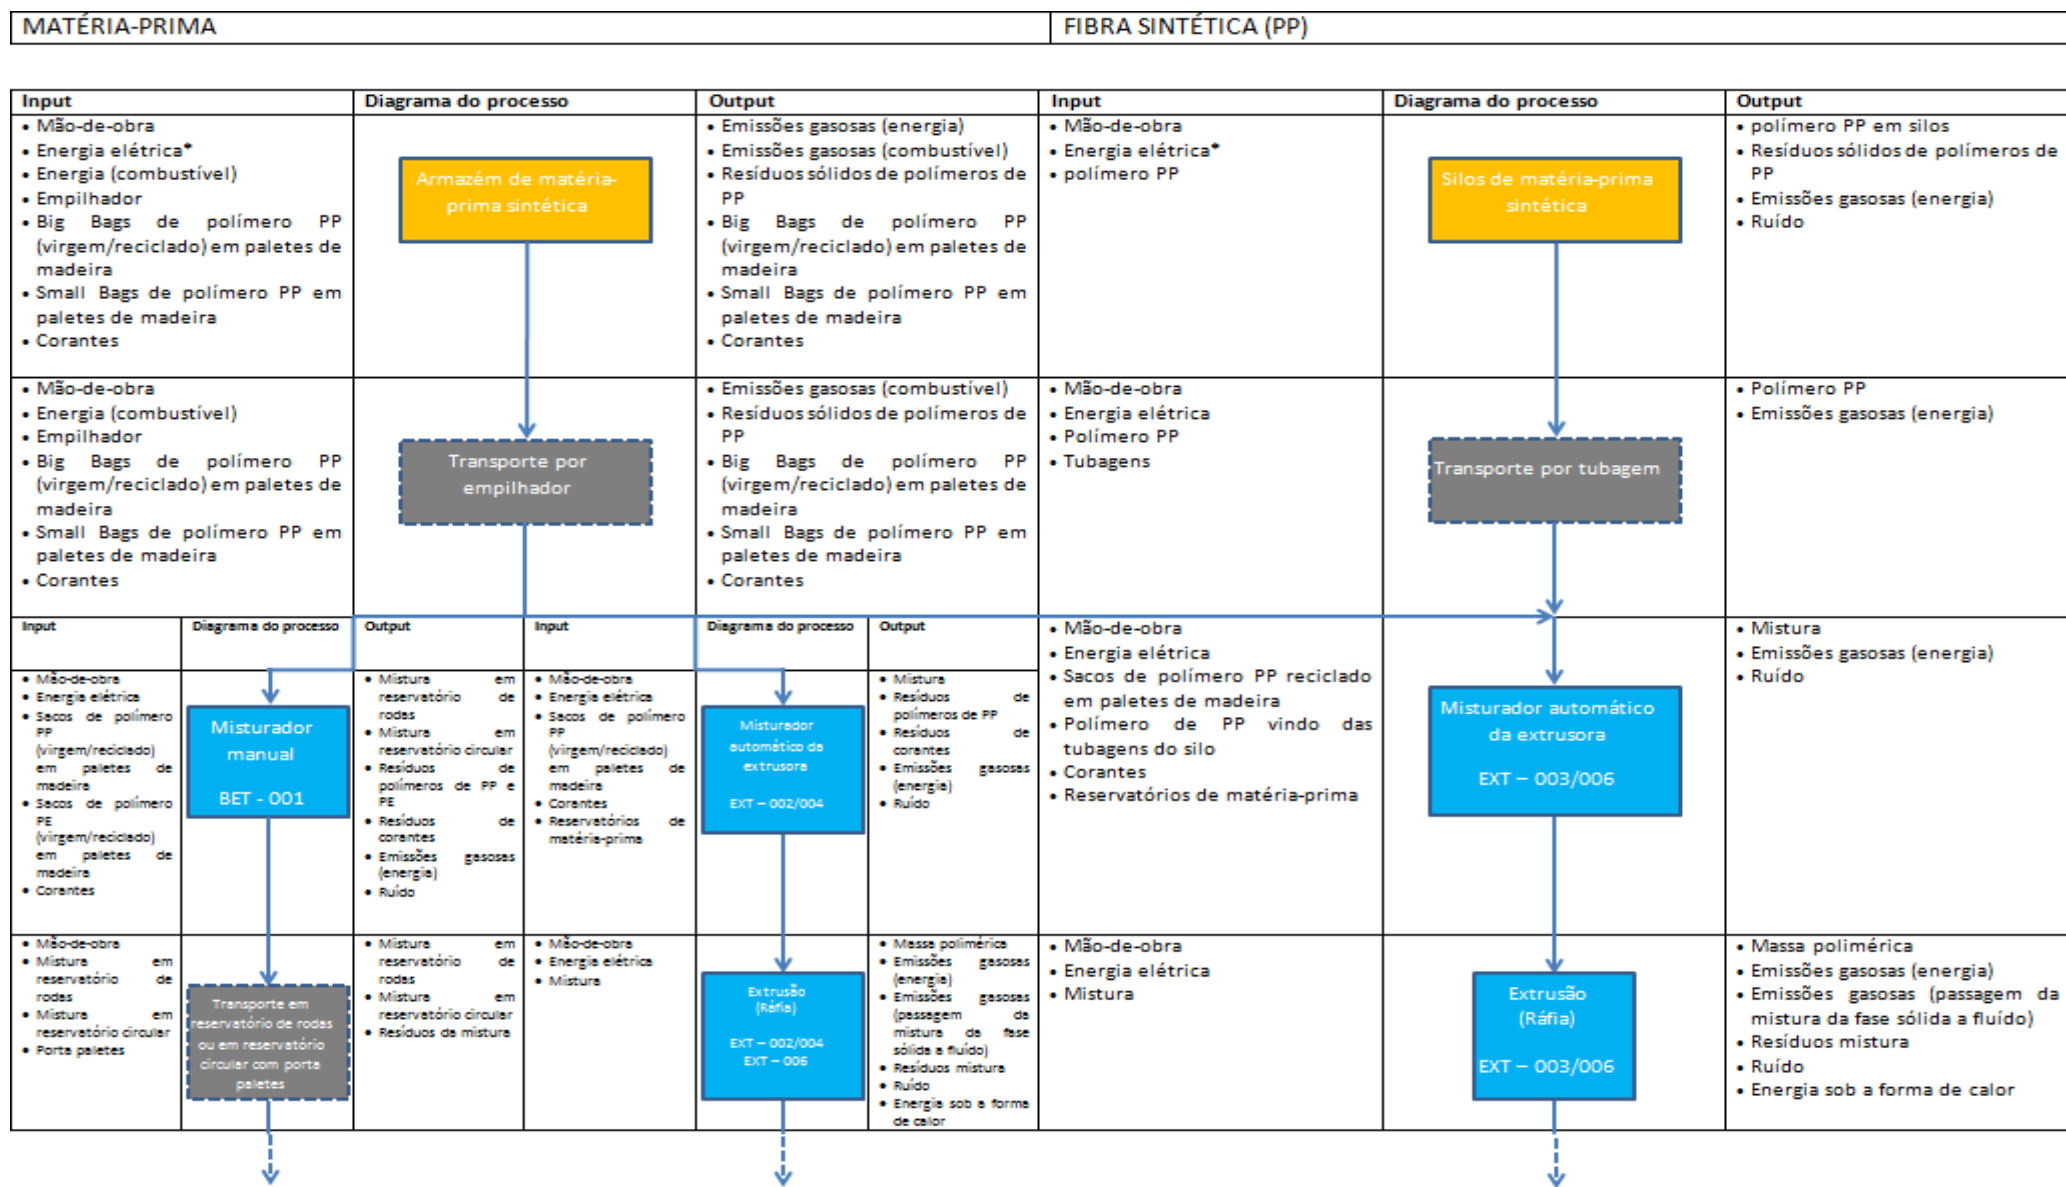 MATÉRIA-PRIMA
FIBRA SINTÉTICA (PP)
Input
Diagrama do processo
Output
Input
Diagrama do processo
Output
• Mão-de-obra
• Energia elétrica*
• Energia (combustível)
• Empilhador
• Big Bags de polímero PP
(virgem/reciclado) em paletes de
madeira
• Small Bags de polímero PP em
paletes de madeira
• Corantes
Armazém de matéria-
prima sintética
• Emissões gasosas (energia)
• Emissões gasosas (combustível)
• Resíduos sólidos de polímeros de
PP
• Big Bags de polímero PP
(virgem/reciclado) em paletes de
madeira
• Small Bags de polímero PP em
paletes de madeira
• Corantes
• Mão-de-obra
• Energia elétrica*
• polímero PP
Silos de matéria-prima
sintética
• polímero PP em silos
• Resíduos sólidos de polímeros de
PP
• Emissões gasosas (energia)
• Ruído
• Mão-de-obra
• Energia (combustível)
• Empilhador
• Big Bags de polímero PP
(virgem/reciclado) em paletes de
madeira
• Small Bags de polímero PP em
paletes de madeira
• Corantes
Transporte por
empilhador
• Emissões gasosas (combustível)
• Resíduos sólidos de polímeros de
PP
• Big Bags de polímero PP
(virgem/reciclado) em paletes de
madeira
• Small Bags de polímero PP em
paletes de madeira
• Corantes
• Mão-de-obra
• Energia elétrica
• Polímero PP
• Tubagens
Transporte por tubagem
• Polímero PP
• Emissões gasosas (energia)
Input
Diagrama do processo
Output
Input
Diagrama do processo
Output
• Mão-de-obra
• Energia elétrica
• Sacos de polímero
PP
(virgem/reciclado)
em paletes de
madeira
• Sacos de polímero
PE
(virgem/reciclado)
em paletes de
madeira
• Corantes
Misturador
manual
BET - 001
• Mistura em
reservatório de
rodas
• Mistura em
reservatório circular
• Resíduos de
polímeros de PP e
PE
• Resíduos de
corantes
• Emissões gasosas
(energia)
• Ruído
• Mão-de-obra
• Energia elétrica
• Sacos de polímero
PP
(virgem/reciclado)
em paletes de
madeira
• Corantes
• Reservatórios de
matéria-prima
Misturador
automático da
extrusora
EXT – 002/004
• Mistura
• Resíduos de
polímeros de PP
• Resíduos de
corantes
• Emissões gasosas
(energia)
• Ruído
• Mão-de-obra
• Energia elétrica
• Sacos de polímero PP reciclado
em paletes de madeira
• Polímero de PP vindo das
tubagens do silo
• Corantes
• Reservatórios de matéria-prima
Misturador automático
da extrusora
EXT – 003/006
• Mistura
• Emissões gasosas (energia)
• Ruído
• Mão-de-obra
• Mistura em
reservatório de
rodas
• Mistura em
reservatório circular
• Porta paletes
Transporte em
reservatório de rodas
ou em reservatório
circular com porta
paletes
• Mistura em
reservatório de
rodas
• Mistura em
reservatório circular
• Resíduos da mistura
• Mão-de-obra
• Energia elétrica
• Mistura
Extrusão
(Ráfia)
EXT – 002/004
EXT – 006
• Massa polimérica
• Emissões gasosas
(energia)
• Emissões gasosas
(passagem da
mistura da fase
sólida a fluído)
• Resíduos mistura
• Ruído
• Energia sob a forma
de calor
• Mão-de-obra
• Energia elétrica
• Mistura
Extrusão
(Ráfia)
EXT – 003/006
• Massa polimérica
• Emissões gasosas (energia)
• Emissões gasosas (passagem da
mistura da fase sólida a fluído)
• Resíduos mistura
• Ruído
• Energia sob a forma de calor